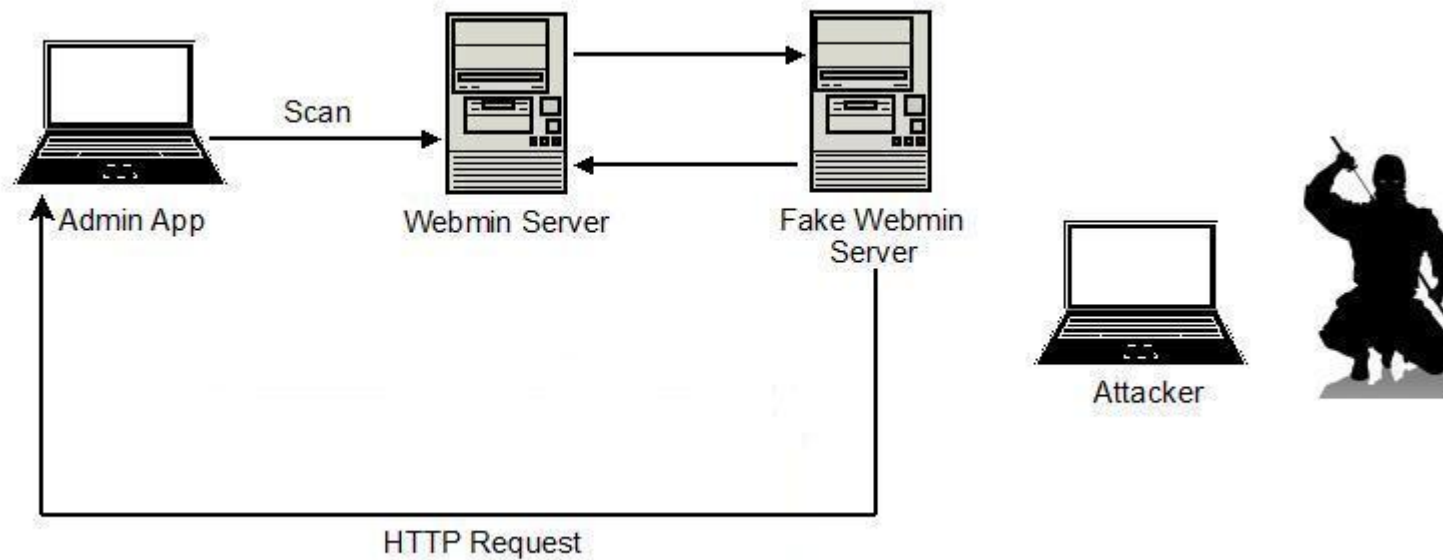 Scan
Admin App
Webmin Server
Fake Webmin
Server
Attacker
HTTP Request